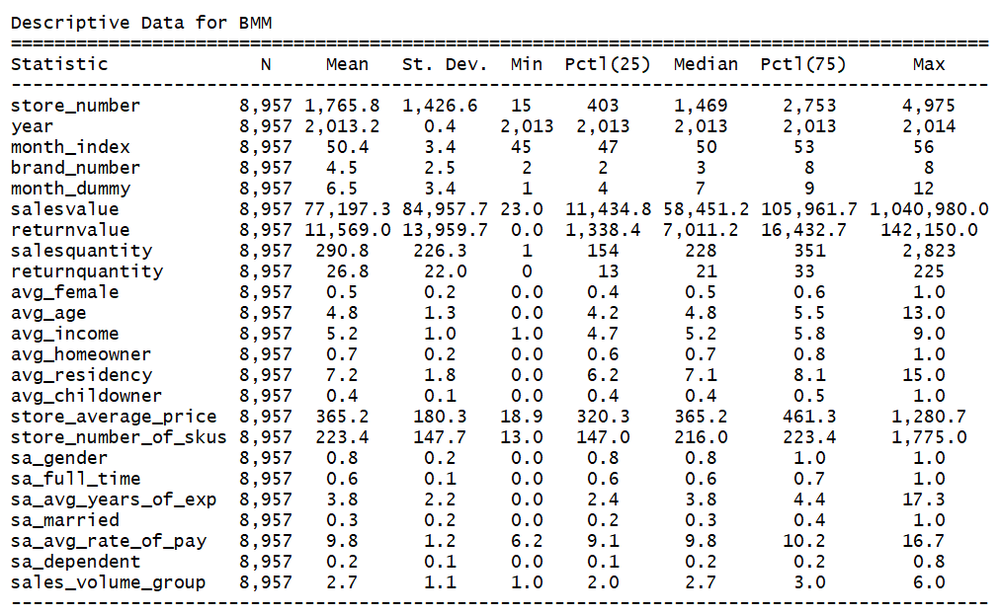 Descriptive Data for BMM
==========================================================================================
Statistic N Mean St. Dev. Min Pctl(25) Median Pctl(75) Max
------------------------------------------------------------------------------------------
store_number 8,957 1,765.8 1,426.6 15 403 1,469 2,753 4,975
year 8,957 2,013.2 0.4 2,013 2,013 2,013 2,013 2,014
month_index 8,957 50.4 3.4 45 47 50 53 56
brand_number 8,957 4.5 2.5 2 2 3 8 8
month_dummy 8,957 6.5 3.4 1 4 7 9 12
salesvalue 8,957 77,197.3 84,957.7 23.0 11,434.8 58,451.2 105,961.7 1,040,980.0
returnvalue 8,957 11,569.0 13,959.7 0.0 1,338.4 7,011.2 16,432.7 142,150.0
salesquantity 8,957 290.8 226.3 1 154 228 351 2,823
returnquantity 8,957 26.8 22.0 0 13 21 33 225
avg_female 8,957 0.5 0.2 0.0 0.4 0.5 0.6 1.0
avg_age 8,957 4.8 1.3 0.0 4.2 4.8 5.5 13.0
avg_income 8,957 5.2 1.0 1.0 4.7 5.2 5.8 9.0
avg_homeowner 8,957 0.7 0.2 0.0 0.6 0.7 0.8 1.0
avg_residency 8,957 7.2 1.8 0.0 6.2 7.1 8.1 15.0
avg_childowner 8,957 0.4 0.1 0.0 0.4 0.4 0.5 1.0
store_average_price 8,957 365.2 180.3 18.9 320.3 365.2 461.3 1,280.7
store_number_of_skus 8,957 223.4 147.7 13.0 147.0 216.0 223.4 1,775.0
sa_gender 8,957 0.8 0.2 0.0 0.8 0.8 1.0 1.0
sa_full_time 8,957 0.6 0.1 0.0 0.6 0.6 0.7 1.0
sa_avg_years_of_exp 8,957 3.8 2.2 0.0 2.4 3.8 4.4 17.3
sa_married 8,957 0.3 0.2 0.0 0.2 0.3 0.4 1.0
sa_avg_rate_of_pay 8,957 9.8 1.2 6.2 9.1 9.8 10.2 16.7
sa_dependent 8,957 0.2 0.1 0.0 0.1 0.2 0.2 0.8
sales_volume_group 8,957 2.7 1.1 1.0 2.0 2.7 3.0 6.0
------------------------------------------------------------------------------------------